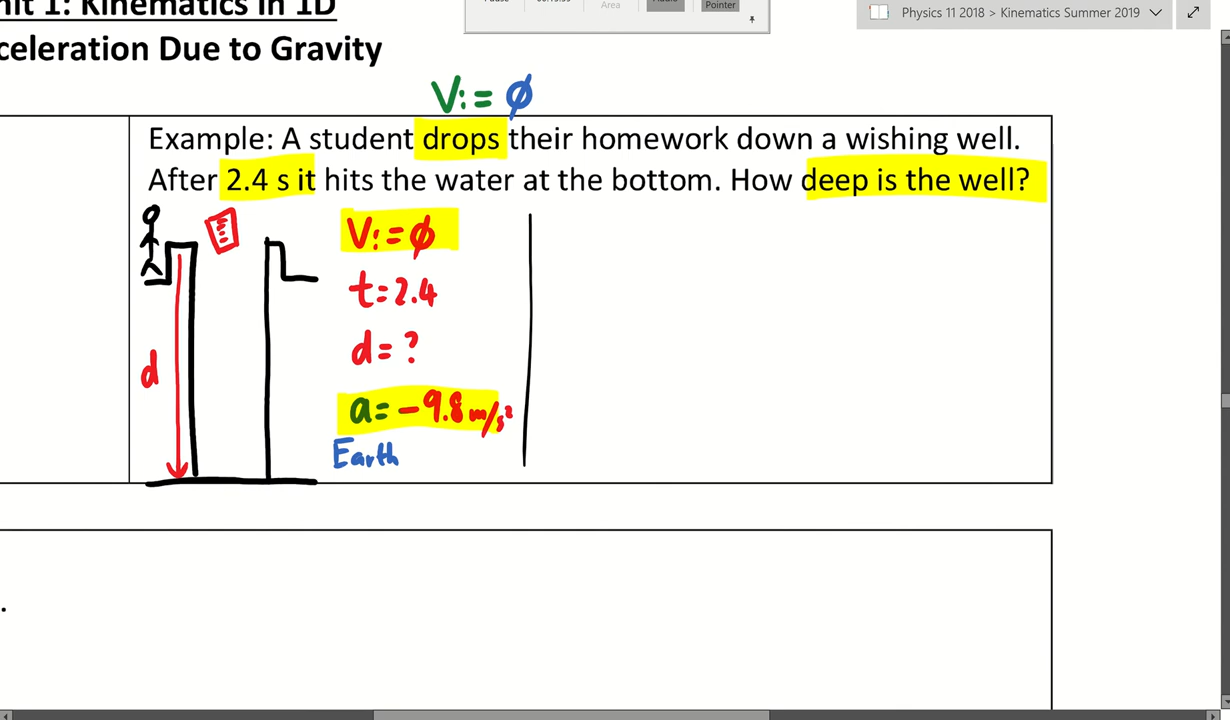 nit 1: Kinematics in 1D
Area
Pointer
Physics 11 2018 > Kinematics Summer 2019
celeration Due to Gravity
Vi = ø
Example: A student drops their homework down a wishing well.
After 2.4 s it hits the water at the bottom. How deep is the well?
Vi = ø
t = 2.4
d = ?
d
a = -9.8 m/s²
Earth
.